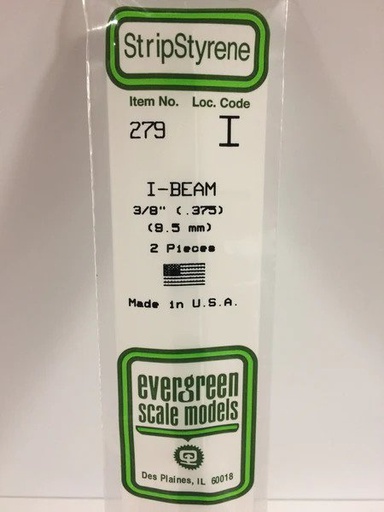 StripStyrene
Item No. Loc. Code
279 I
I-BEAM
3/8" (.375)
(9.5 mm)
2 Pieces
Made in U.S.A.
evergreen
scale models
Des Plaines, IL 60018